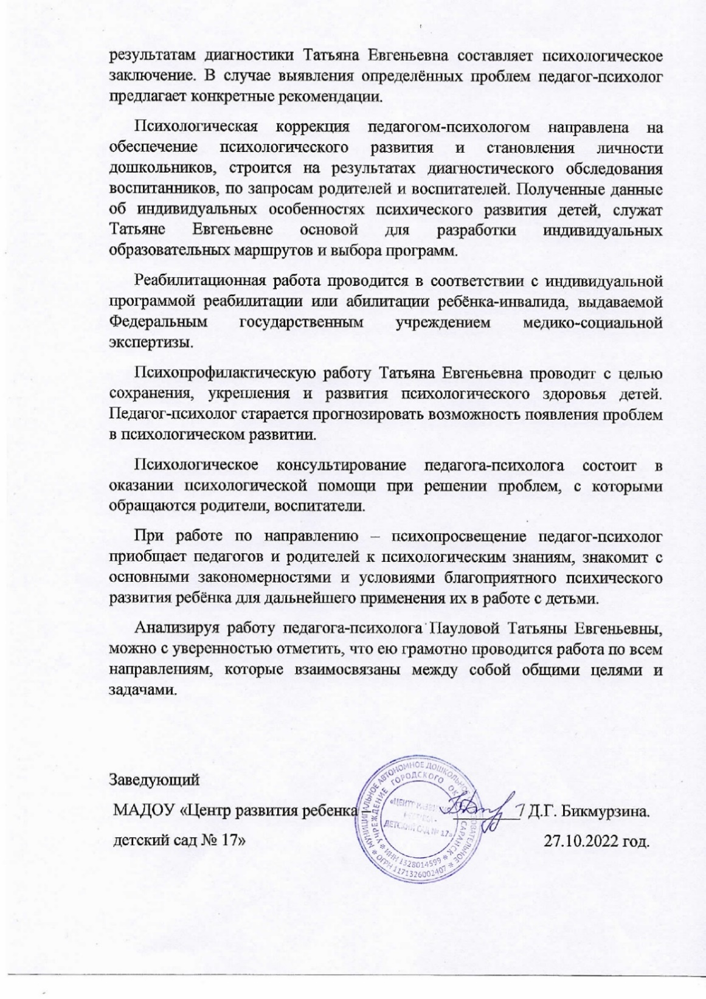 результатам диагностики Татьяна Евгеньевна составляет психологическое
заключение. В случае выявления определённых проблем педагог-психолог
предлагает конкретные рекомендации.
Психологическая коррекция педагогом-психологом направлена на
обеспечение психологического развития и становления личности
дошкольников, строится на результатах диагностического обследования
воспитанников, по запросам родителей и воспитателей. Полученные данные
об индивидуальных особенностях психического развития детей, служат
Татьяне Евгеньевне основой для разработки индивидуальных
образовательных маршрутов и выбора программ.
Реабилитационная работа проводится в соответствии с индивидуальной
программой реабилитации или абилитации ребёнка-инвалида, выдаваемой
Федеральным государственным учреждением медико-социальной
экспертизы.
Психопрофилактическую работу Татьяна Евгеньевна проводит с целью
сохранения, укрепления и развития психологического здоровья детей.
Педагог-психолог старается прогнозировать возможность появления проблем
в психологическом развитии.
Психологическое консультирование педагога-психолога состоит в
оказании психологической помощи при решении проблем, с которыми
обращаются родители, воспитатели.
При работе по направлению – психопросвещение педагог-психолог
приобщает педагогов и родителей к психологическим знаниям, знакомит с
основными закономерностями и условиями благоприятного психического
развития ребёнка для дальнейшего применения их в работе с детьми.
Анализируя работу педагога-психолога Пауловой Татьяны Евгеньевны,
можно с уверенностью отметить, что ею грамотно проводится работа по всем
направлениям, которые взаимосвязаны между собой общими целями и
задачами.
Заведующий
МАДОУ «Центр развития ребенка – / Д.Г. Бикмурзина.
детский сад № 17» 27.10.2022 год.
МУНИЦИПАЛЬНОЕ АВТОНОМНОЕ ДОШКОЛЬНОЕ
УЧРЕЖДЕНИЕ ГОРОДСКОГО САРАНСК
* ИНН 1328014599 *
* ОГРН 1171326002407 *
«ЦЕНТР
ДЕТСКИЙ САД № 17»